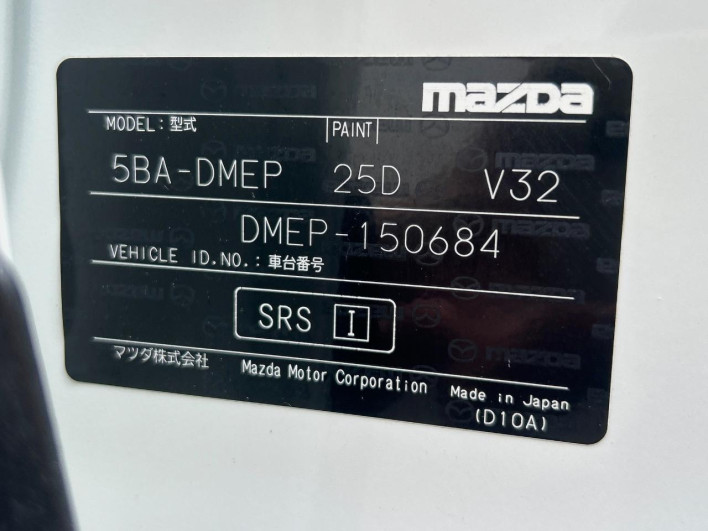 mazda
MODEL：型式 PAINT
5BA-DMEP 25D V32
DMEP-150684
VEHICLE ID.NO.：車台番号
SRS I
マツダ株式会社 Mazda Motor Corporation Made in Japan
(D10A)